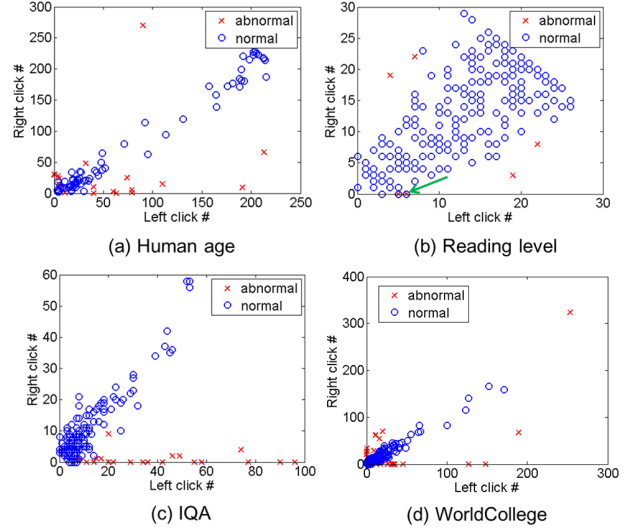 300
250
200
150
100
50
0
Right click #
× abnormal
○ normal
0 50 100 150 200 250
Left click #
(a) Human age
30
25
20
15
10
5
0
Right click #
× abnormal
○ normal
0 10 20 30
Left click #
(b) Reading level
60
50
40
30
20
10
0
Right click #
× abnormal
○ normal
0 20 40 60 80 100
Left click #
(c) IQA
400
300
200
100
0
Right click #
× abnormal
○ normal
0 100 200 300
Left click #
(d) WorldCollege